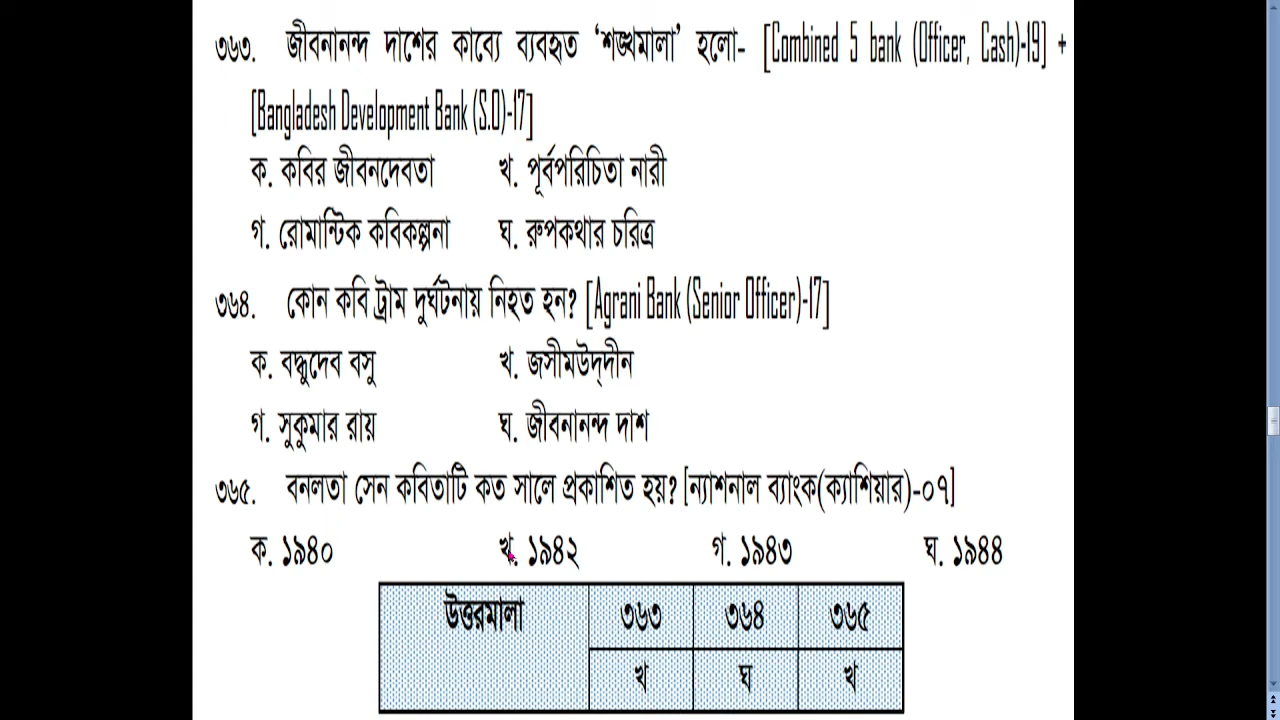 ৩৬৩. জীবনানন্দ দাশের কাব্যে ব্যবহৃত ‘শঙ্খমালা’ হলো- [Combined 5 bank (Officer, Cash)-19] +
[Bangladesh Development Bank (S.O)-17]
ক. কবির জীবনদেবতা খ. পূর্বপরিচিতা নারী
গ. রোমান্টিক কবিকল্পনা ঘ. রুপকথার চরিত্র
৩৬৪. কোন কবি ট্রাম দুর্ঘটনায় নিহত হন? [Agrani Bank (Senior Officer)-17]
ক. বদ্ধুদেব বসু খ. জসীমউদ্‌দীন
গ. সুকুমার রায় ঘ. জীবনানন্দ দাশ
৩৬৫. বনলতা সেন কবিতাটি কত সালে প্রকাশিত হয়? [ন্যাশনাল ব্যাংক(ক্যাশিয়ার)-০৭]
ক. ১৯৪০ খ. ১৯৪২ গ. ১৯৪৩ ঘ. ১৯৪৪
উত্তরমালা ৩৬৩ ৩৬৪ ৩৬৫
খ ঘ খ